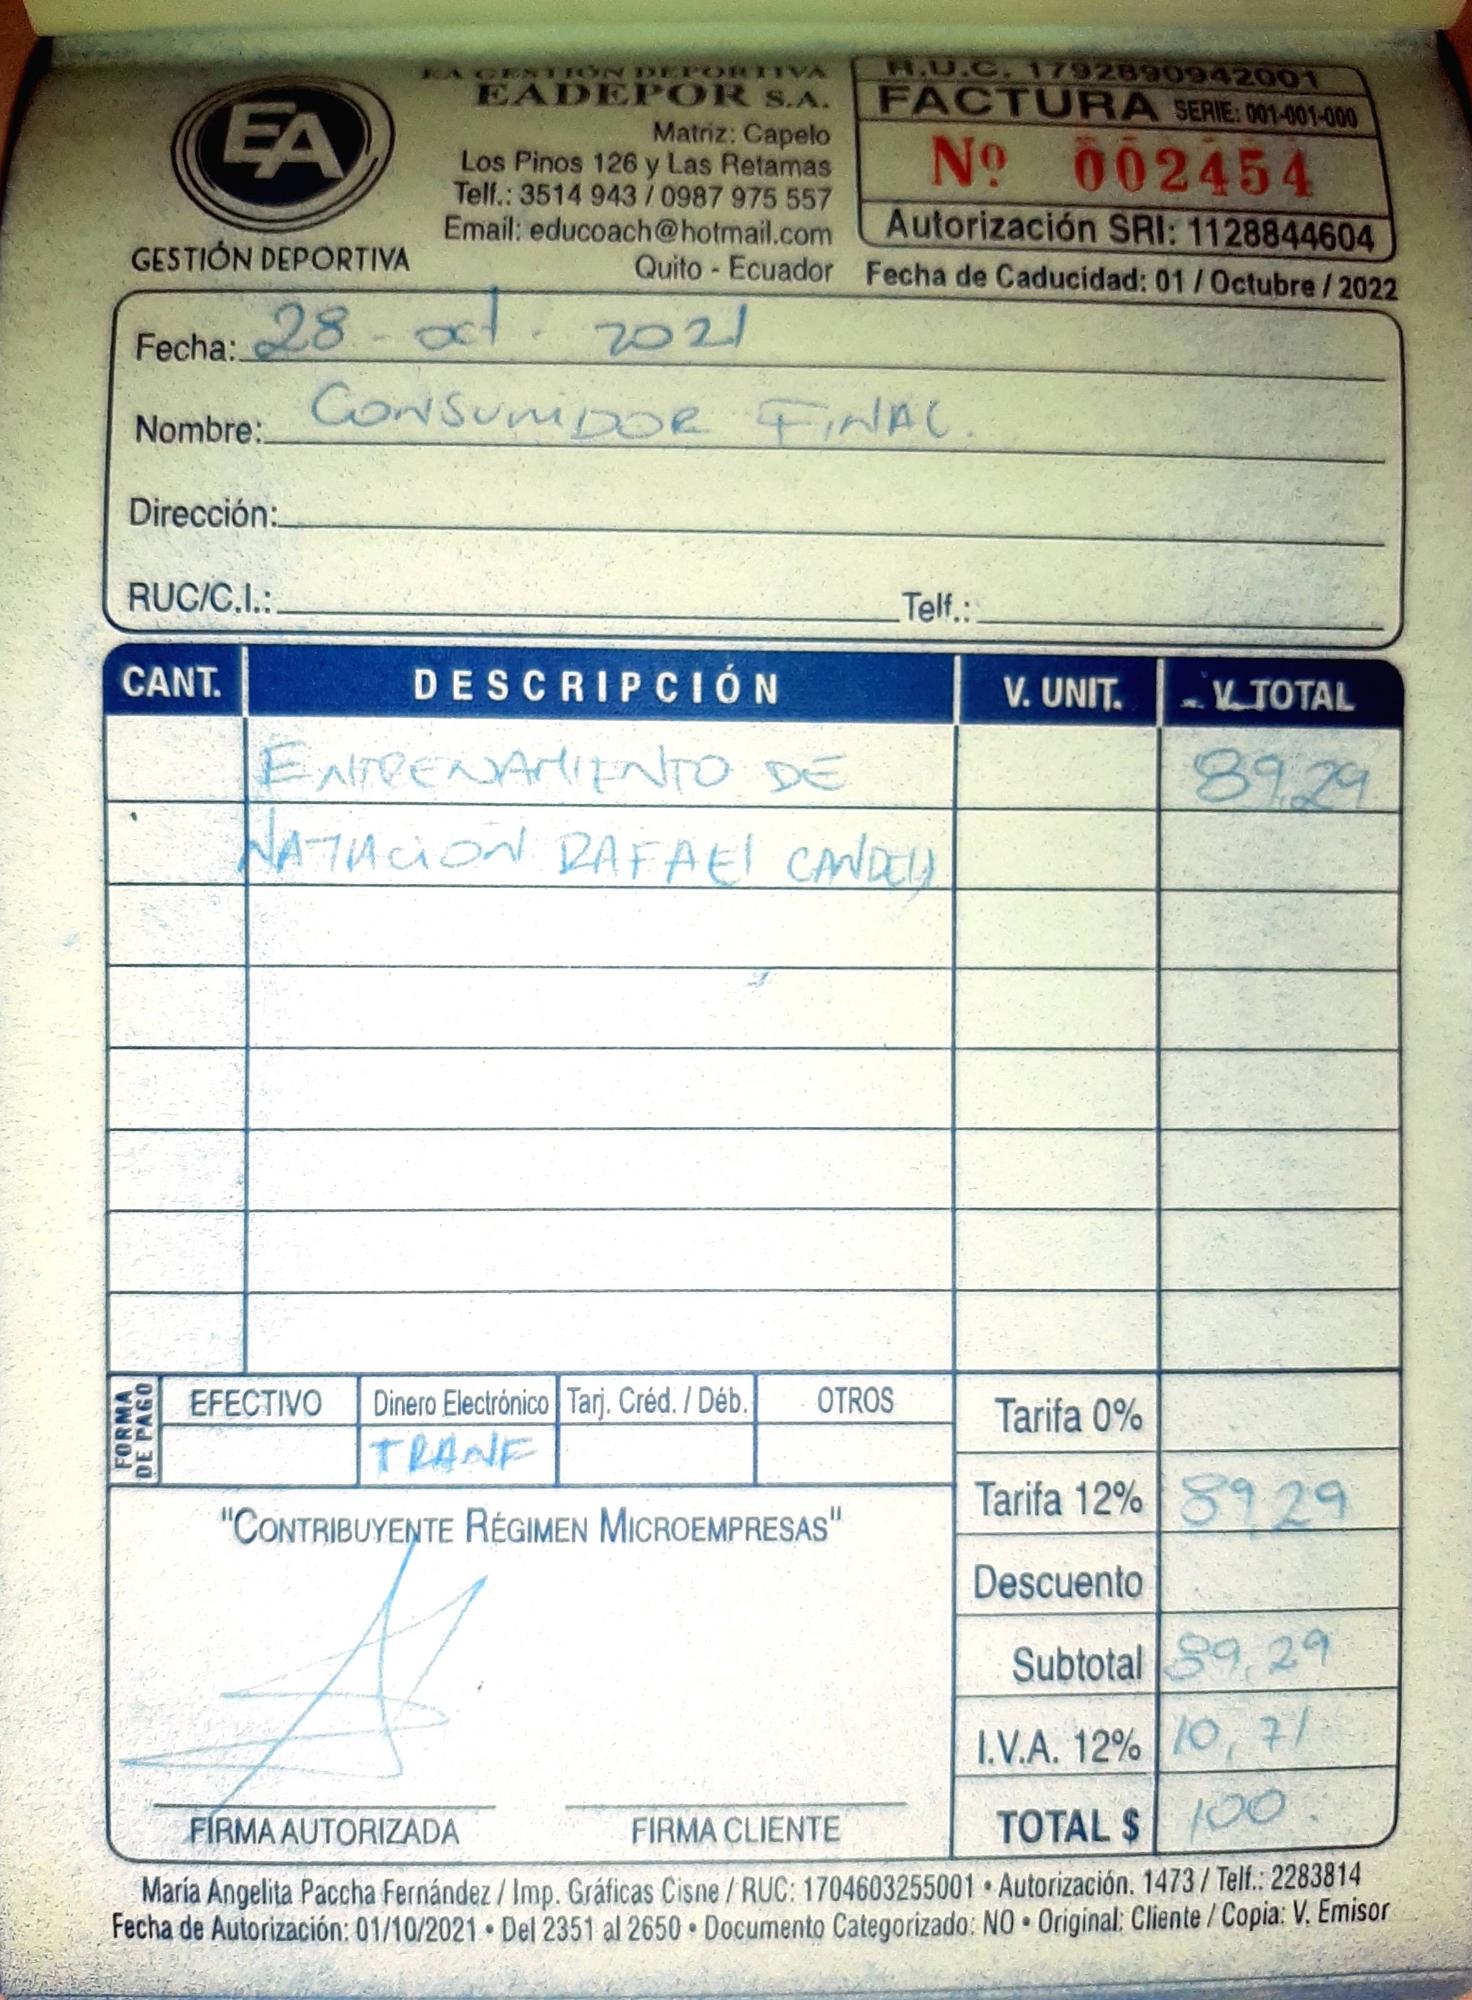 EA
GESTIÓN DEPORTIVA
EA GESTIÓN DEPORTIVA
EADEPOR S.A.
Matriz: Capelo
Los Pinos 126 y Las Retamas
Telf.: 3514 943 / 0987 975 557
Email: educoach@hotmail.com
Quito - Ecuador
R.U.C. 1792890942001
FACTURA SERIE: 001-001-000
Nº 002454
Autorización SRI: 1128844604
Fecha de Caducidad: 01 / Octubre / 2022
Fecha: 28 - oct - 2021
Nombre: CONSUMIDOR FINAL.
Dirección:
RUC/C.I.: Telf.:
CANT. DESCRIPCIÓN V. UNIT. V. TOTAL
ENTRENAMIENTO DE 89,29
NATACION RAFAEL
FORMA DE PAGO
EFECTIVO Dinero Electrónico Tarj. Créd. / Déb. OTROS
TRANF
Tarifa 0%
Tarifa 12% 89,29
Descuento
Subtotal 89,29
I.V.A. 12% 10,71
TOTAL $ 100.
"CONTRIBUYENTE RÉGIMEN MICROEMPRESAS"
FIRMA AUTORIZADA FIRMA CLIENTE
María Angelita Paccha Fernández / Imp. Gráficas Cisne / RUC: 1704603255001 • Autorización. 1473 / Telf.: 2283814
Fecha de Autorización: 01/10/2021 • Del 2351 al 2650 • Documento Categorizado: NO • Original: Cliente / Copia: V. Emisor